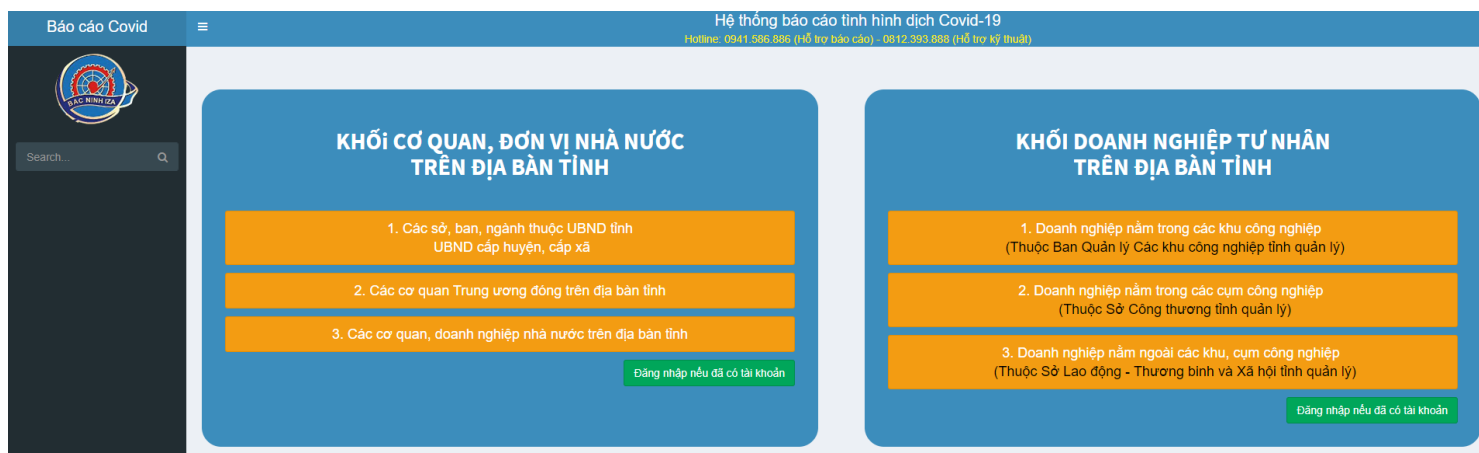 Báo cáo Covid
Hệ thống báo cáo tình hình dịch Covid-19
Hotline: 0941.586.886 (Hỗ trợ báo cáo) - 0812.393.888 (Hỗ trợ kỹ thuật)
BAC NINH IZA
Search...
KHỐi CƠ QUAN, ĐƠN VỊ NHÀ NƯỚC
TRÊN ĐỊA BÀN TỈNH
1. Các sở, ban, ngành thuộc UBND tỉnh
UBND cấp huyện, cấp xã
2. Các cơ quan Trung ương đóng trên địa bàn tỉnh
3. Các cơ quan, doanh nghiệp nhà nước trên địa bàn tỉnh
Đăng nhập nếu đã có tài khoản
KHỐI DOANH NGHIỆP TƯ NHÂN
TRÊN ĐỊA BÀN TỈNH
1. Doanh nghiệp nằm trong các khu công nghiệp
(Thuộc Ban Quản lý Các khu công nghiệp tỉnh quản lý)
2. Doanh nghiệp nằm trong các cụm công nghiệp
(Thuộc Sở Công thương tỉnh quản lý)
3. Doanh nghiệp nằm ngoài các khu, cụm công nghiệp
(Thuộc Sở Lao động - Thương binh và Xã hội tỉnh quản lý)
Đăng nhập nếu đã có tài khoản